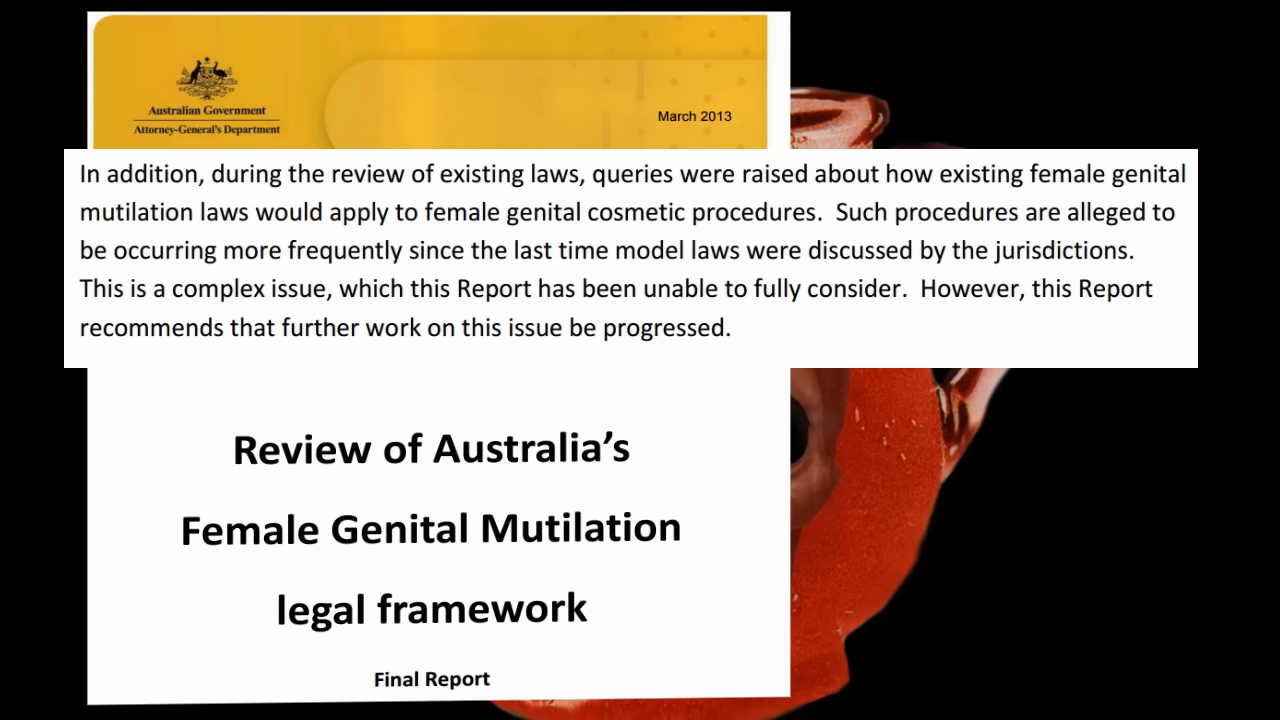 Australian Government
Attorney-General's Department
March 2013
In addition, during the review of existing laws, queries were raised about how existing female genital
mutilation laws would apply to female genital cosmetic procedures.  Such procedures are alleged to
be occurring more frequently since the last time model laws were discussed by the jurisdictions.
This is a complex issue, which this Report has been unable to fully consider.  However, this Report
recommends that further work on this issue be progressed.
Review of Australia’s
Female Genital Mutilation
legal framework
Final Report